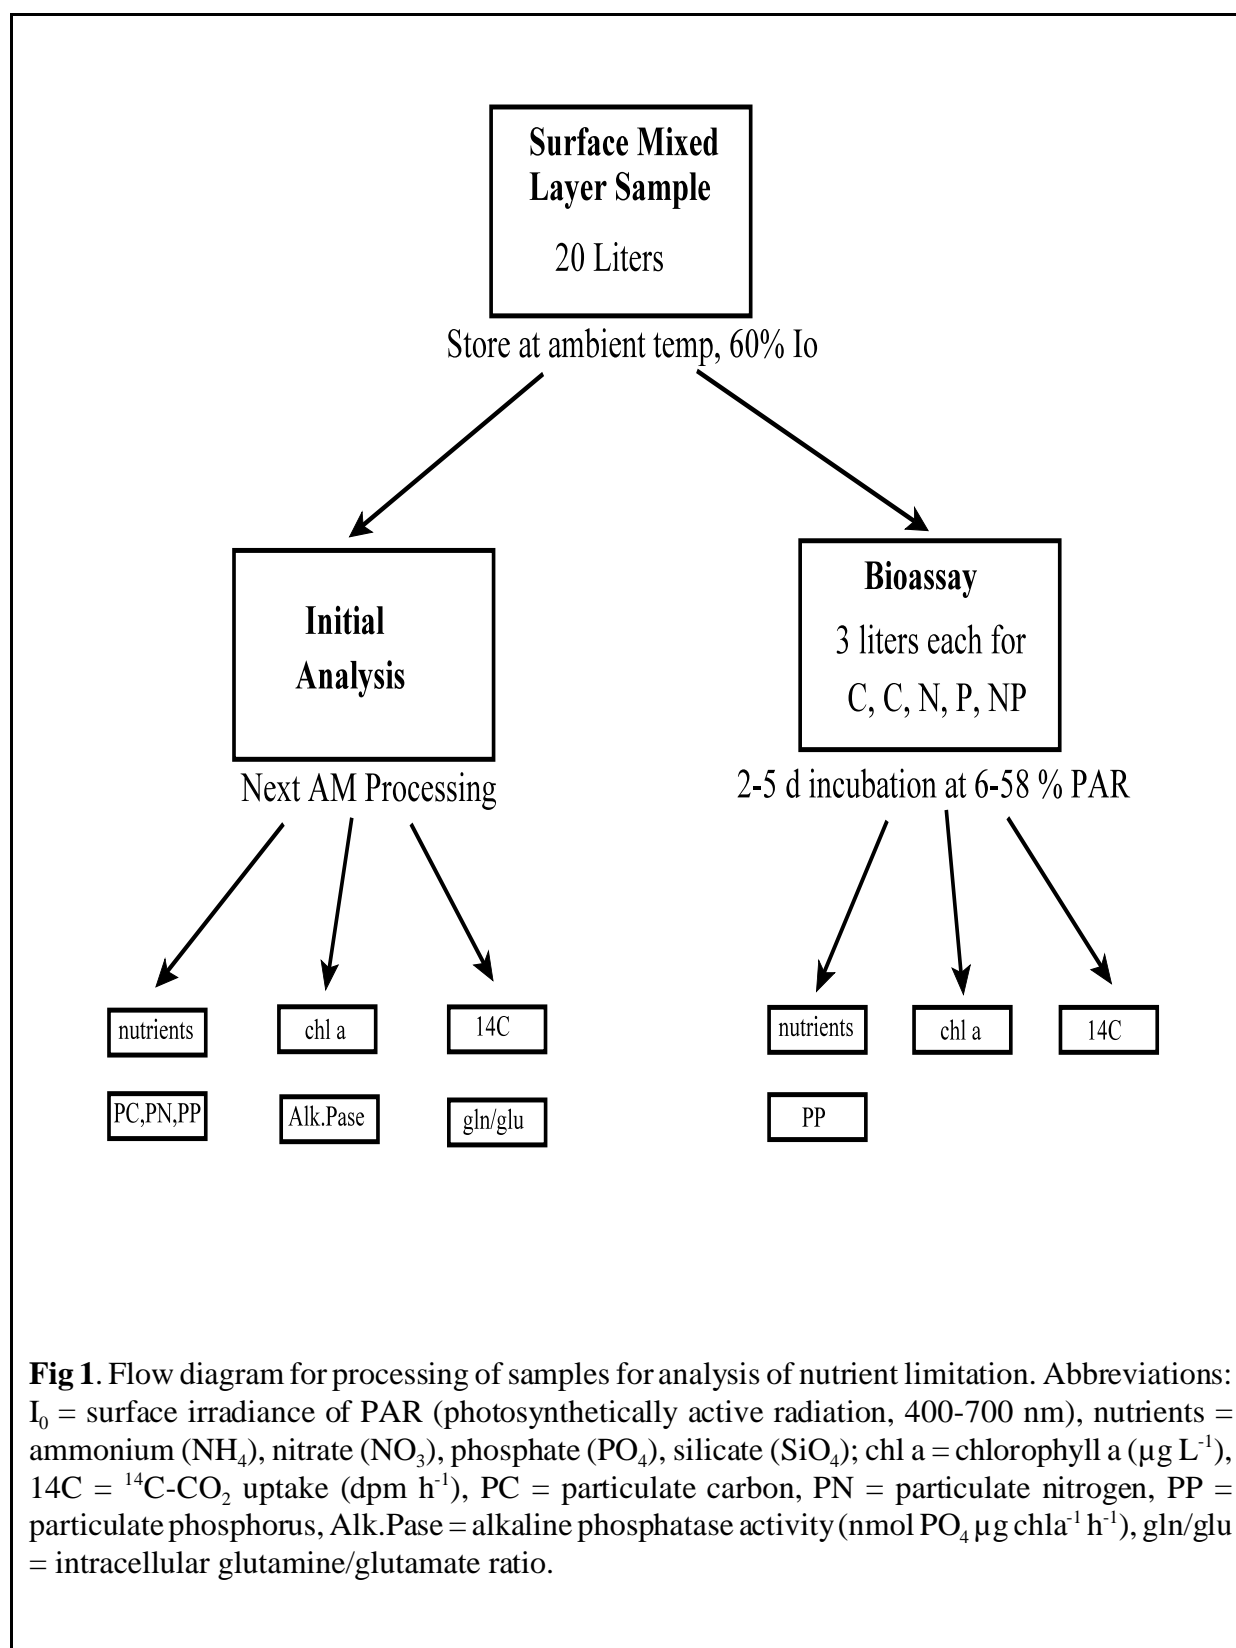 Surface Mixed
Layer Sample
20 Liters
Store at ambient temp, 60% Io
Initial
Analysis
Next AM Processing
Bioassay
3 liters each for
C, C, N, P, NP
2-5 d incubation at 6-58 % PAR
nutrients
chl a
14C
PC,PN,PP
Alk.Pase
gln/glu
nutrients
chl a
14C
PP
Fig 1. Flow diagram for processing of samples for analysis of nutrient limitation. Abbreviations:
I₀ = surface irradiance of PAR (photosynthetically active radiation, 400-700 nm), nutrients =
ammonium (NH₄), nitrate (NO₃), phosphate (PO₄), silicate (SiO₄); chl a = chlorophyll a (µg L⁻¹),
14C = ¹⁴C-CO₂ uptake (dpm h⁻¹), PC = particulate carbon, PN = particulate nitrogen, PP =
particulate phosphorus, Alk.Pase = alkaline phosphatase activity (nmol PO₄ µg chla⁻¹ h⁻¹), gln/glu
= intracellular glutamine/glutamate ratio.